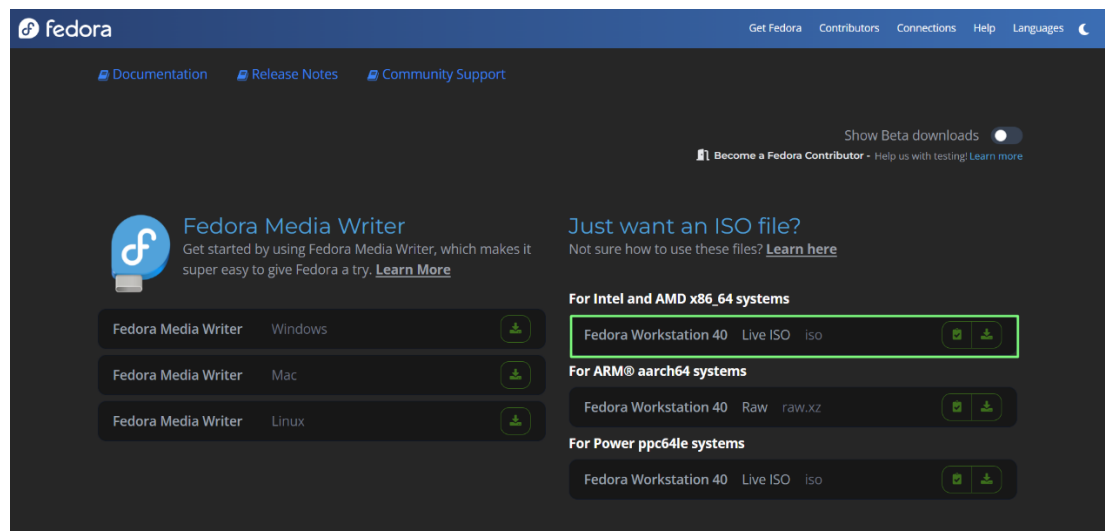 fedora
Get Fedora Contributors Connections Help Languages
Documentation Release Notes Community Support
Show Beta downloads
Become a Fedora Contributor - Help us with testing! Learn more
Fedora Media Writer
Get started by using Fedora Media Writer, which makes it
super easy to give Fedora a try. Learn More
Fedora Media Writer Windows
Fedora Media Writer Mac
Fedora Media Writer Linux
Just want an ISO file?
Not sure how to use these files? Learn here
For Intel and AMD x86_64 systems
Fedora Workstation 40 Live ISO iso
For ARM® aarch64 systems
Fedora Workstation 40 Raw raw.xz
For Power ppc64le systems
Fedora Workstation 40 Live ISO iso